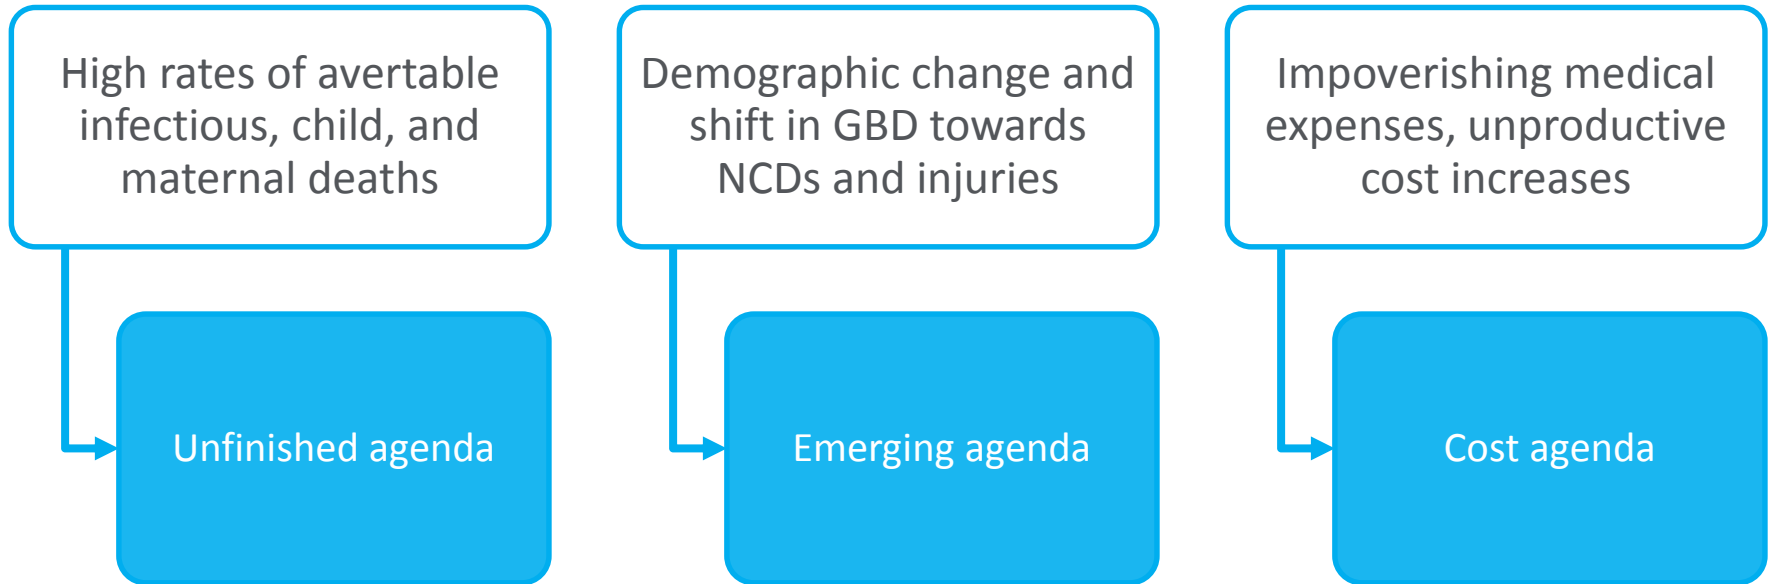 High rates of avertable
infectious, child, and
maternal deaths
Unfinished agenda
Demographic change and
shift in GBD towards
NCDs and injuries
Emerging agenda
Impoverishing medical
expenses, unproductive
cost increases
Cost agenda